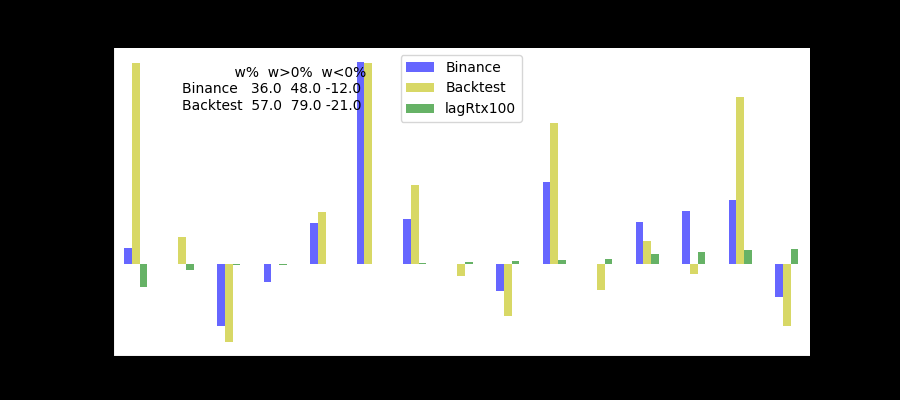 w% w>0% w<0%
Binance 36.0 48.0 -12.0
Backtest 57.0 79.0 -21.0
Binance
Backtest
lagRtx100